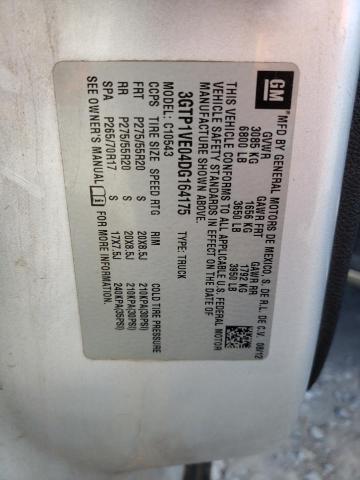 GM
MFD BY GENERAL MOTORS DE MEXICO, S. DE R.L. DE C.V. 08/12
GVWR GAWR FRT GAWR RR
3085 KG 1656 KG 1792 KG
6800 LB 3650 LB 3950 LB
THIS VEHICLE CONFORMS TO ALL APPLICABLE U.S. FEDERAL MOTOR
VEHICLE SAFETY STANDARDS IN EFFECT ON THE DATE OF
MANUFACTURE SHOWN ABOVE.
3GTP1VE04DG164175 TYPE: TRUCK
C10543
CCPS TIRE SIZE SPEED RTG RIM COLD TIRE PRESSURE
FRT P275/55R20 S 20X8.5J 210KPA(30PSI)
RR P275/55R20 S 20X8.5J 210KPA(30PSI)
SPA P265/70R17 S 17X7.5J 240KPA(35PSI)
SEE OWNER'S MANUAL FOR MORE INFORMATION.